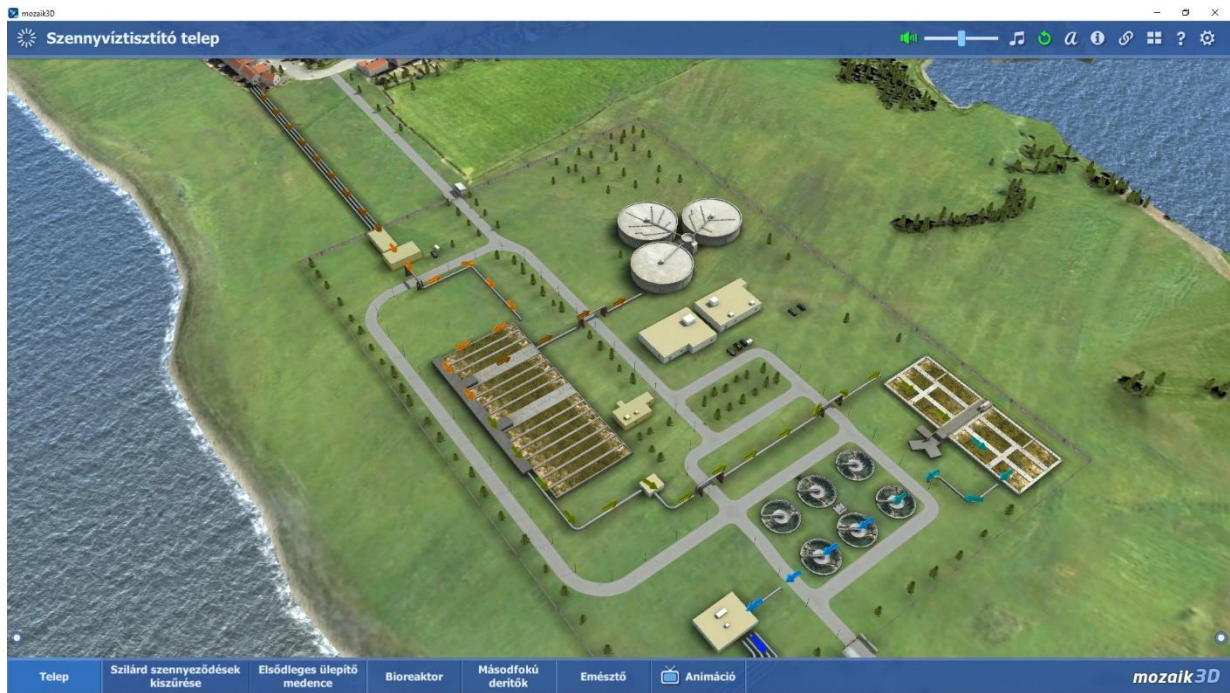 mozaik3D
Szennyvíztisztító telep
Telep
Szilárd szennyeződések
kiszűrése
Elsődleges ülepítő
medence
Bioreaktor
Másodfokú
derítők
Emésztő
Animáció
mozaik3D